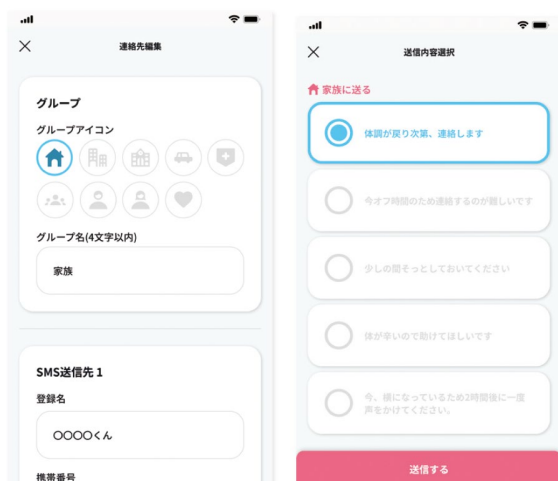 連絡先編集
グループ
グループアイコン
グループ名(4文字以内)
家族
SMS送信先 1
登録名
〇〇〇〇くん
携帯番号
送信内容選択
家族に送る
体調が戻り次第、連絡します
今オフ時間のため連絡するのが難しいです
少しの間そっとしておいてください
体が辛いので助けてほしいです
今、横になっているため2時間後に一度
声をかけてください。
送信する